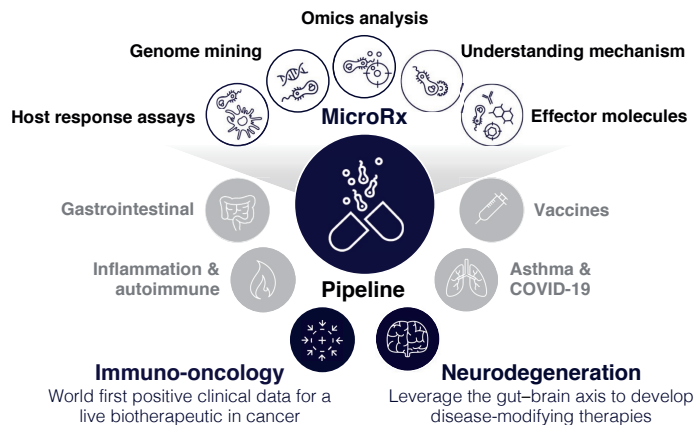 Omics analysis
Genome mining
Understanding mechanism
Host response assays
MicroRx
Effector molecules
Gastrointestinal
Vaccines
Inflammation &
autoimmune
Asthma &
COVID-19
Pipeline
Immuno-oncology
World first positive clinical data for a
live biotherapeutic in cancer
Neurodegeneration
Leverage the gut–brain axis to develop
disease-modifying therapies